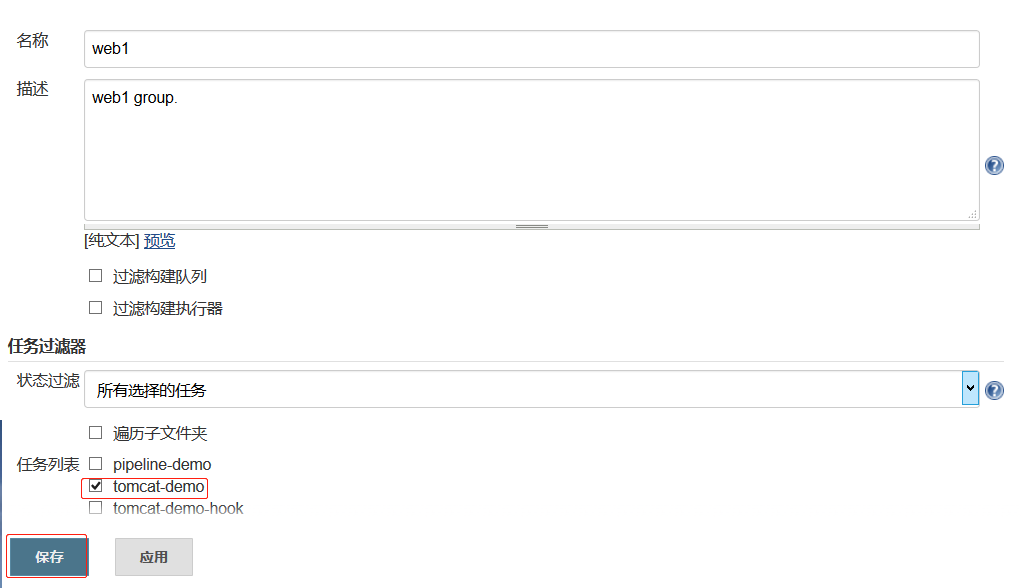 名称
web1
描述
web1 group.
[纯文本] 预览
过滤构建队列
过滤构建执行器
任务过滤器
状态过滤
所有选择的任务
遍历子文件夹
任务列表
pipeline-demo
tomcat-demo
tomcat-demo-hook
保存
应用